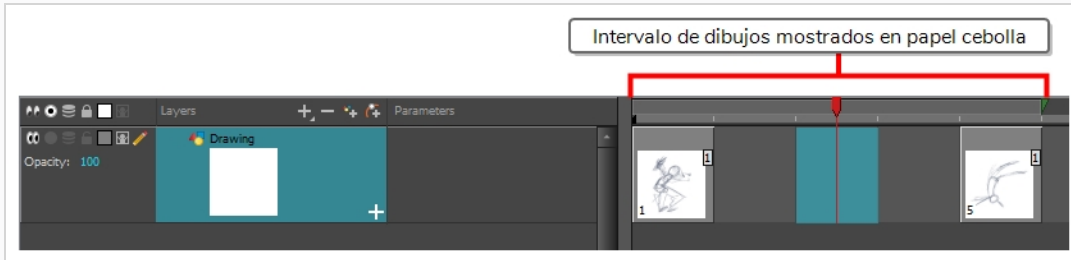 Intervalo de dibujos mostrados en papel cebolla
Layers
Parameters
Drawing
Opacity: 100
1
1
1
5